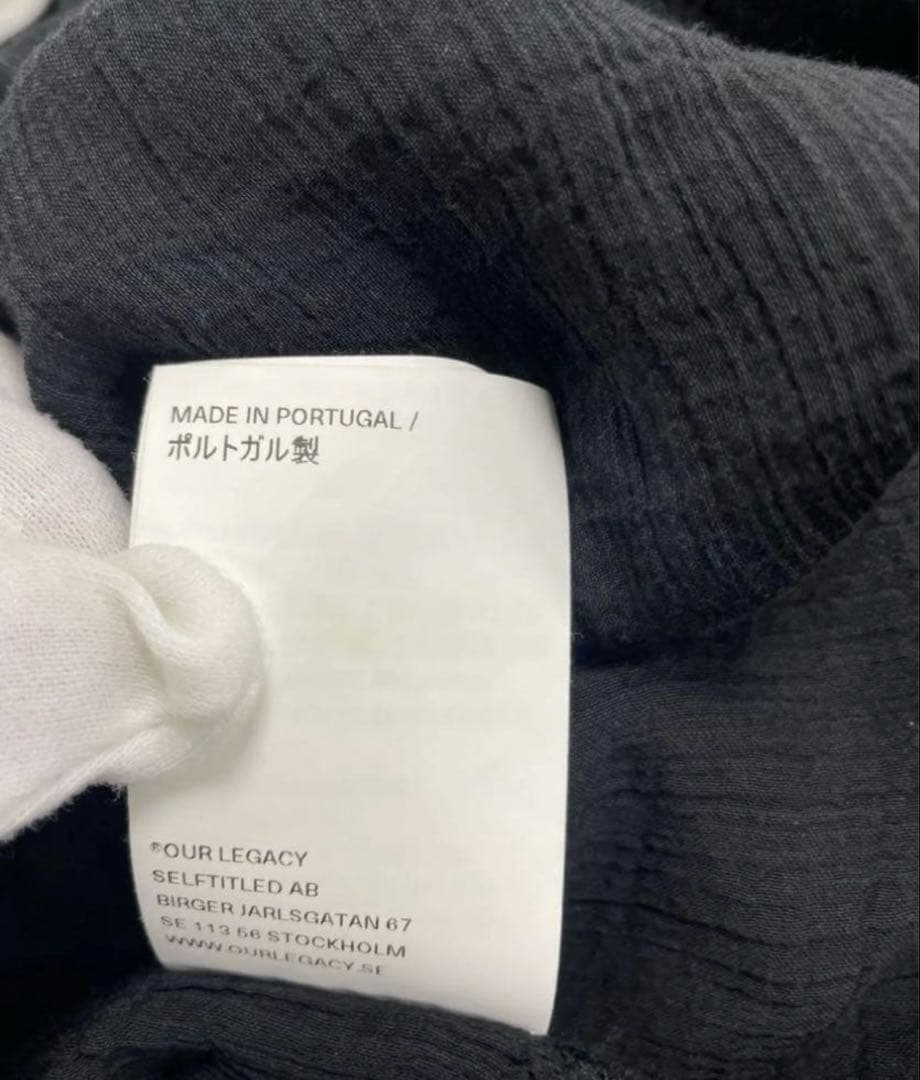 MADE IN PORTUGAL /
ポルトガル製
®OUR LEGACY
SELFTITLED AB
BIRGER JARLSGATAN 67
SE 113 56 STOCKHOLM
WWW.OURLEGACY.SE